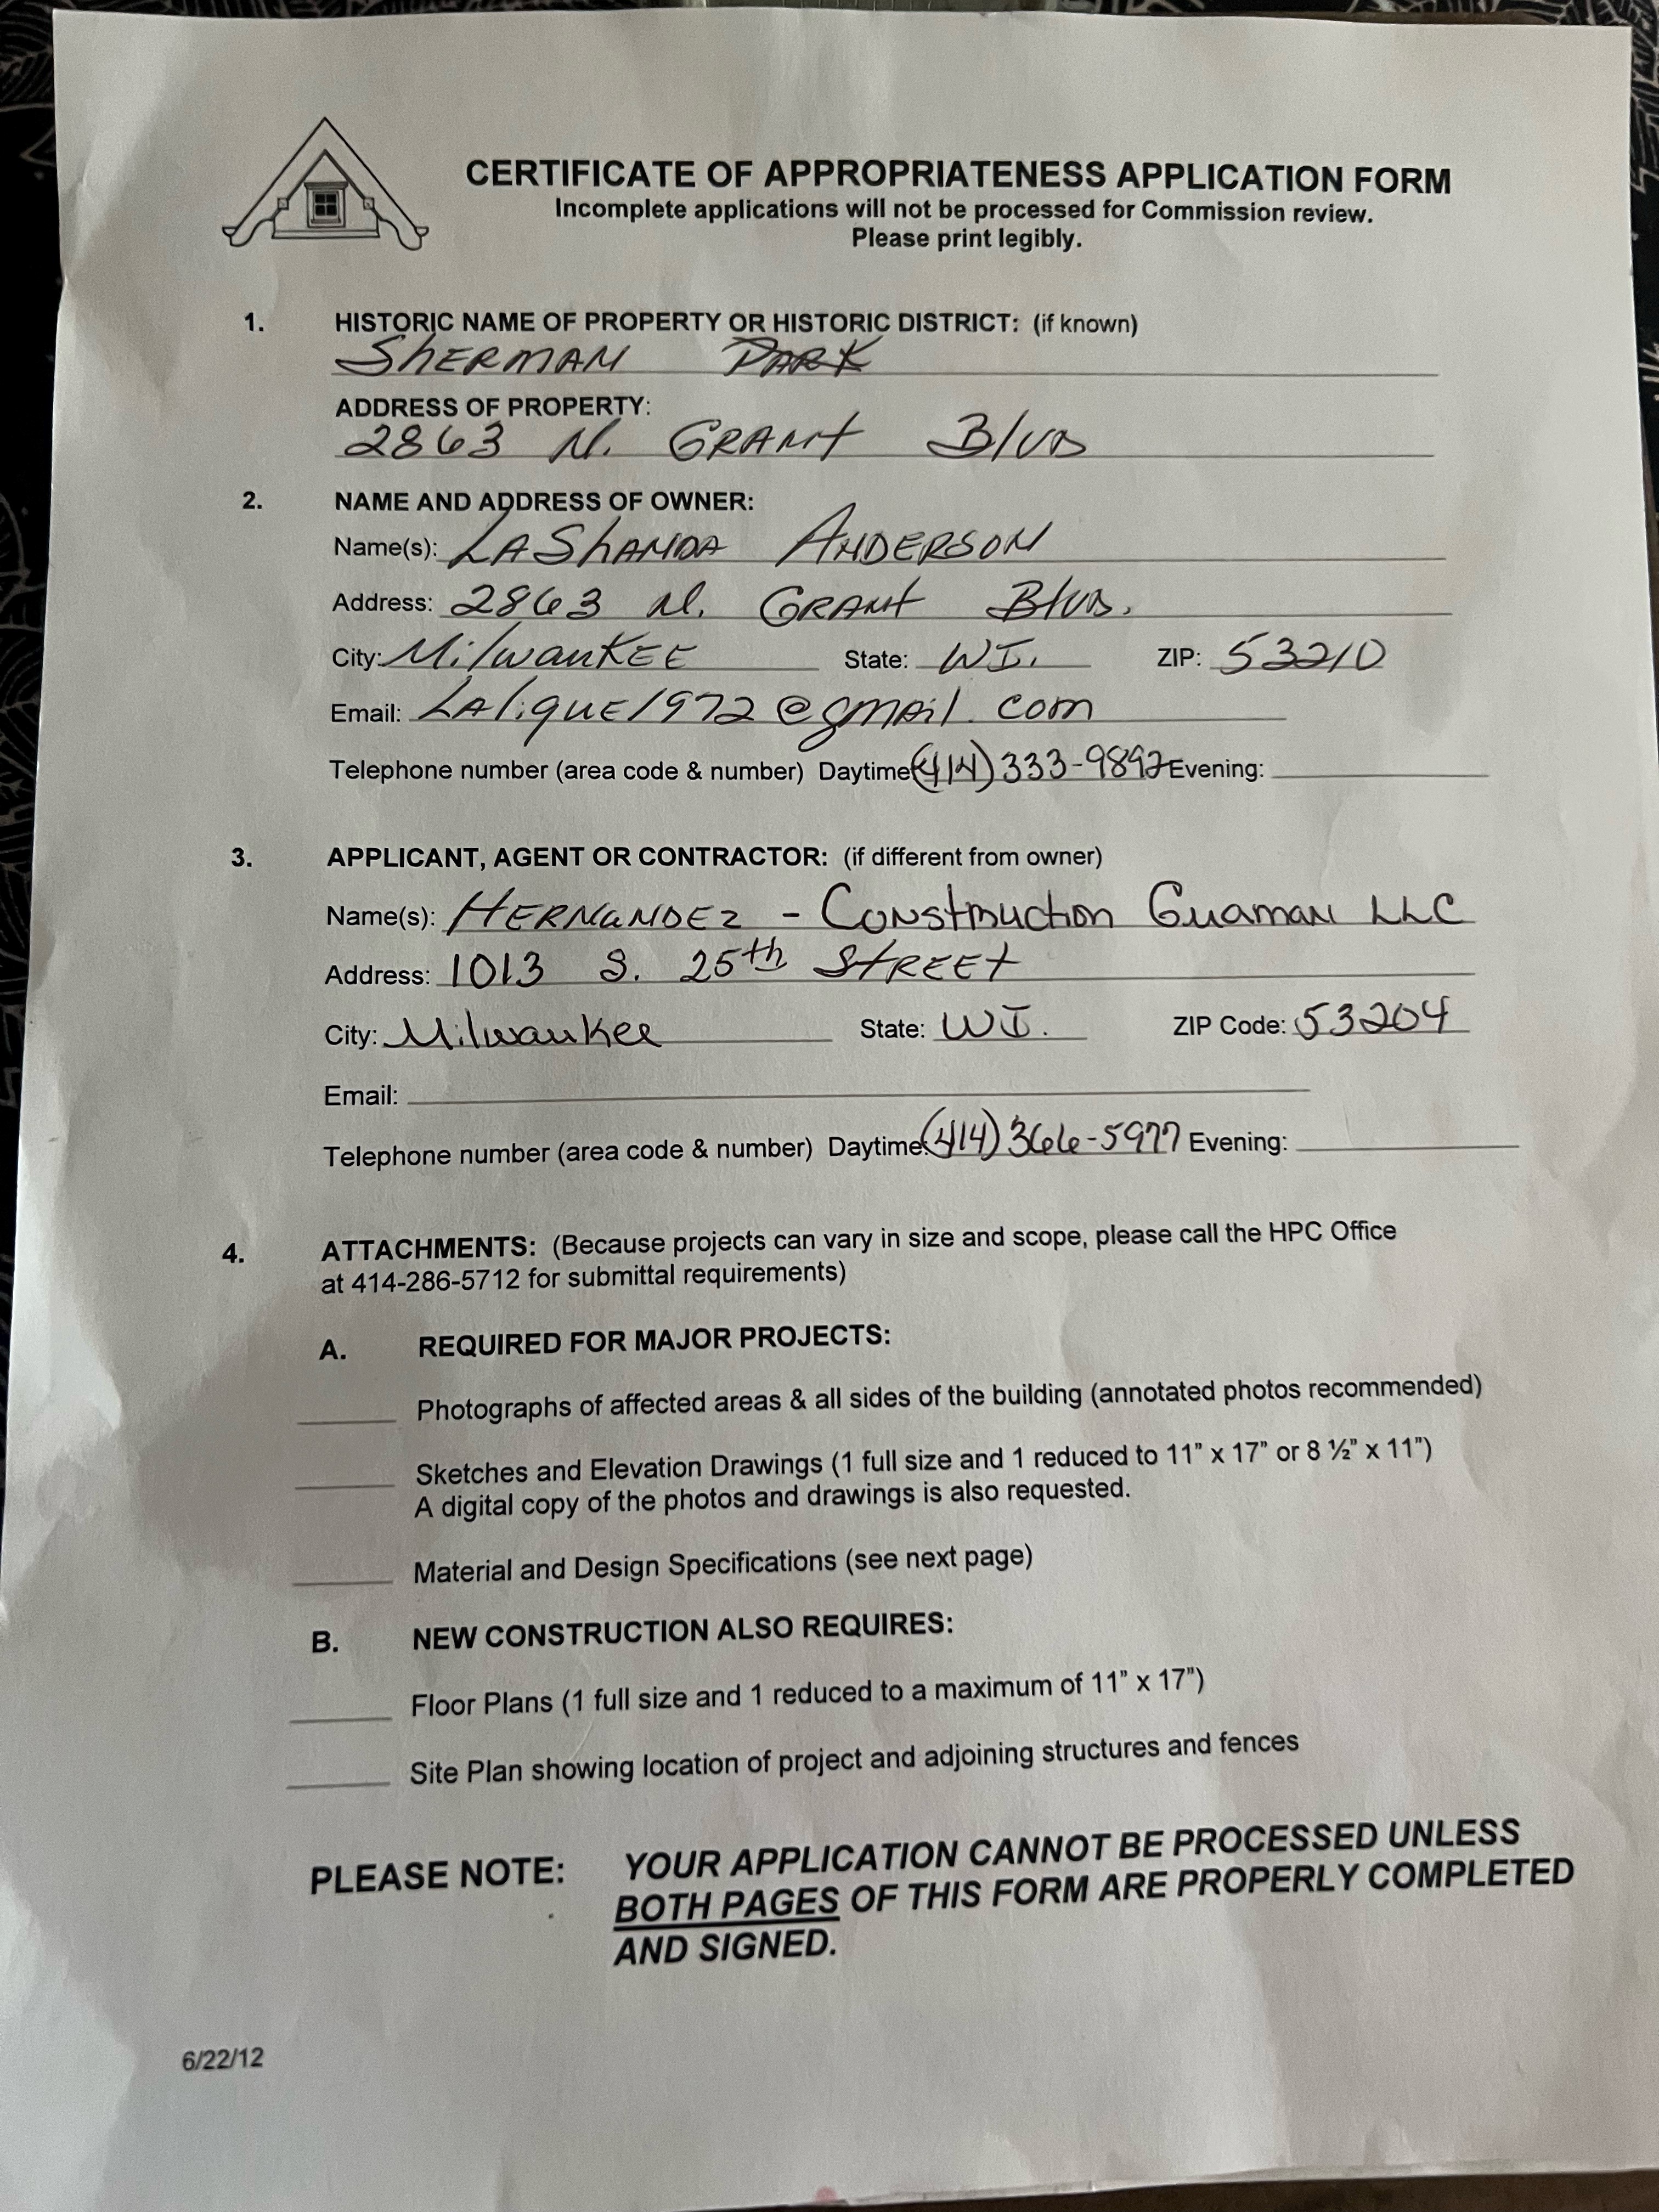 CERTIFICATE OF APPROPRIATENESS APPLICATION FORM
Incomplete applications will not be processed for Commission review.
Please print legibly.
1. HISTORIC NAME OF PROPERTY OR HISTORIC DISTRICT: (if known)
SHERMAN PARK
ADDRESS OF PROPERTY:
2863 N. GRANT Blvd
2. NAME AND ADDRESS OF OWNER:
Name(s): LASHANDA ANDERSON
Address: 2863 N. GRANT Blvd.
City: MilwauKEE State: WI. ZIP: 53210
Email: LAliquE1972@gmail.com
Telephone number (area code & number) Daytime: (414) 333-9892 Evening:
3. APPLICANT, AGENT OR CONTRACTOR: (if different from owner)
Name(s): HERNANDEZ - Construction Guaman LLC
Address: 1013 S. 25th STREET
City: Milwaukee State: WI. ZIP Code: 53204
Email:
Telephone number (area code & number) Daytime: (414) 366-5977 Evening:
4. ATTACHMENTS: (Because projects can vary in size and scope, please call the HPC Office
at 414-286-5712 for submittal requirements)
A. REQUIRED FOR MAJOR PROJECTS:
Photographs of affected areas & all sides of the building (annotated photos recommended)
Sketches and Elevation Drawings (1 full size and 1 reduced to 11” x 17” or 8 ½” x 11”)
A digital copy of the photos and drawings is also requested.
Material and Design Specifications (see next page)
B. NEW CONSTRUCTION ALSO REQUIRES:
Floor Plans (1 full size and 1 reduced to a maximum of 11” x 17”)
Site Plan showing location of project and adjoining structures and fences
PLEASE NOTE: YOUR APPLICATION CANNOT BE PROCESSED UNLESS
BOTH PAGES OF THIS FORM ARE PROPERLY COMPLETED
AND SIGNED.
6/22/12